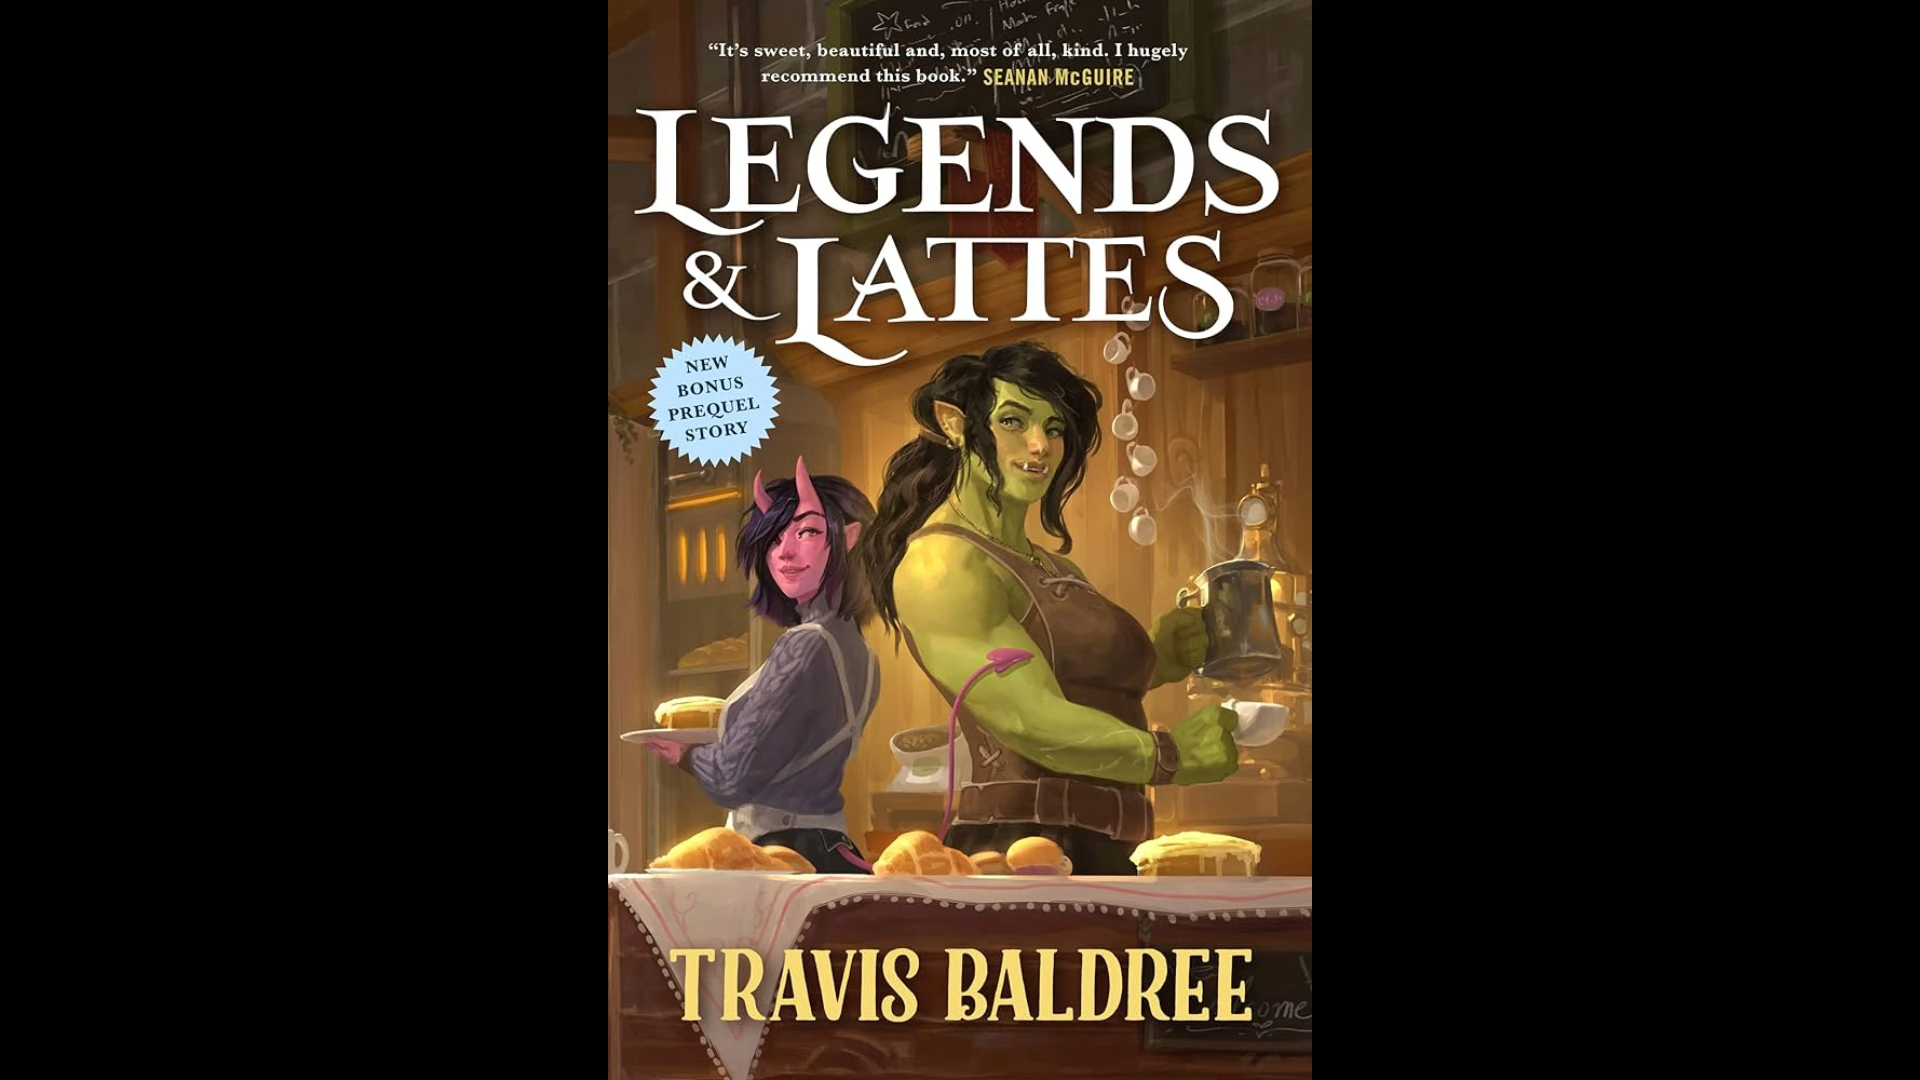 “It’s sweet, beautiful and, most of all, kind. I hugely
recommend this book.” SEANAN McGUIRE
LEGENDS
& LATTES
NEW
BONUS
PREQUEL
STORY
TRAVIS BALDREE